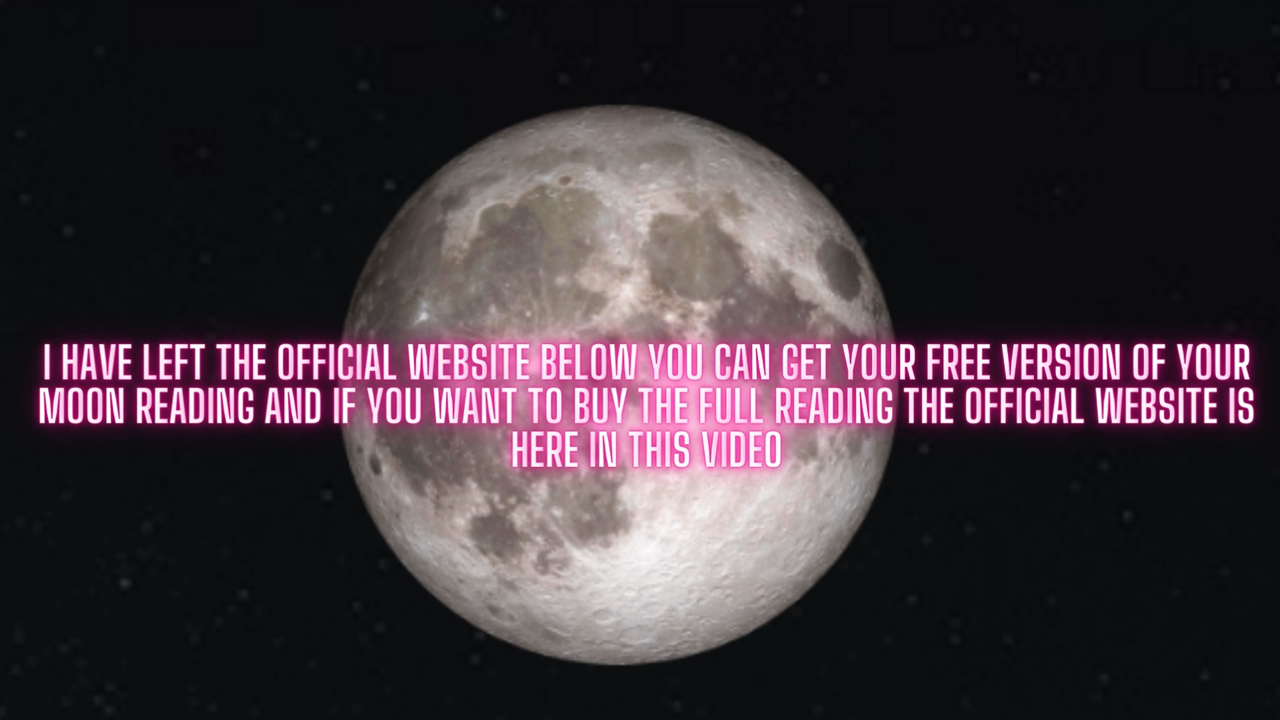 I HAVE LEFT THE OFFICIAL WEBSITE BELOW YOU CAN GET YOUR FREE VERSION OF YOUR
MOON READING AND IF YOU WANT TO BUY THE FULL READING THE OFFICIAL WEBSITE IS
HERE IN THIS VIDEO